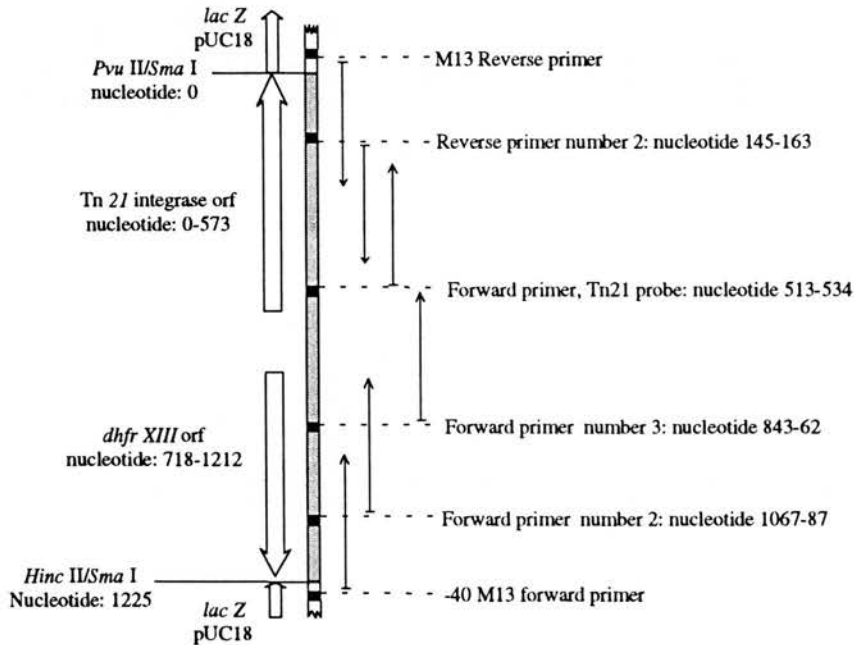 lac Z
pUC18
Pvu II/Sma I
nucleotide: 0
M13 Reverse primer
Reverse primer number 2: nucleotide 145-163
Tn 21 integrase orf
nucleotide: 0-573
Forward primer, Tn21 probe: nucleotide 513-534
dhfr XIII orf
nucleotide: 718-1212
Forward primer number 3: nucleotide 843-62
Forward primer number 2: nucleotide 1067-87
Hinc II/Sma I
Nucleotide: 1225
lac Z
pUC18
-40 M13 forward primer